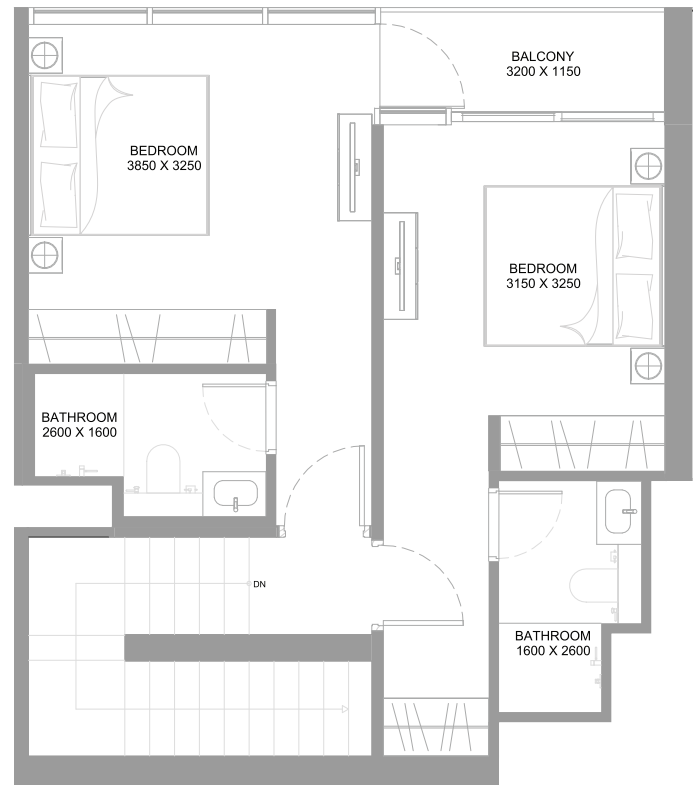 BALCONY
3200 X 1150
BEDROOM
3850 X 3250
BEDROOM
3150 X 3250
BATHROOM
2600 X 1600
DN
BATHROOM
1600 X 2600